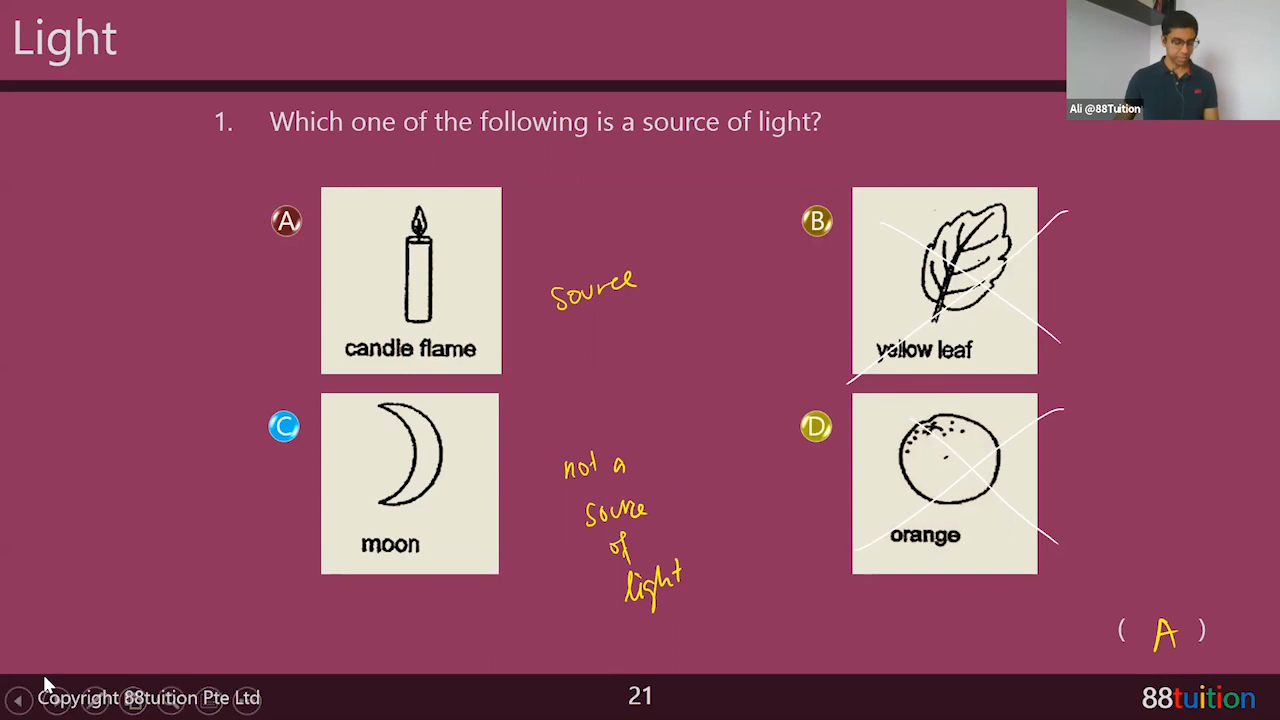 Light
Ali @88Tuition
1. Which one of the following is a source of light?
A
candle flame
source
B
yellow leaf
C
moon
not a
source
of
light
D
orange
( A )
Copyright 88tuition Pte Ltd
21
88tuition